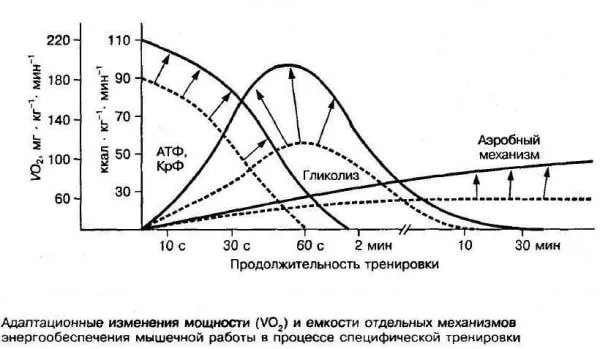 VO₂, мг · кг⁻¹ · мин⁻¹
220
180
140
100
60
ккал · кг⁻¹ · мин⁻¹
110
90
70
50
30
АТФ,
КрФ
Гликолиз
Аэробный
механизм
10 с
30 с
60 с
2 мин
10
30 мин
Продолжительность тренировки
Адаптационные изменения мощности (VO₂) и емкости отдельных механизмов
энергообеспечения мышечной работы в процессе специфической тренировки